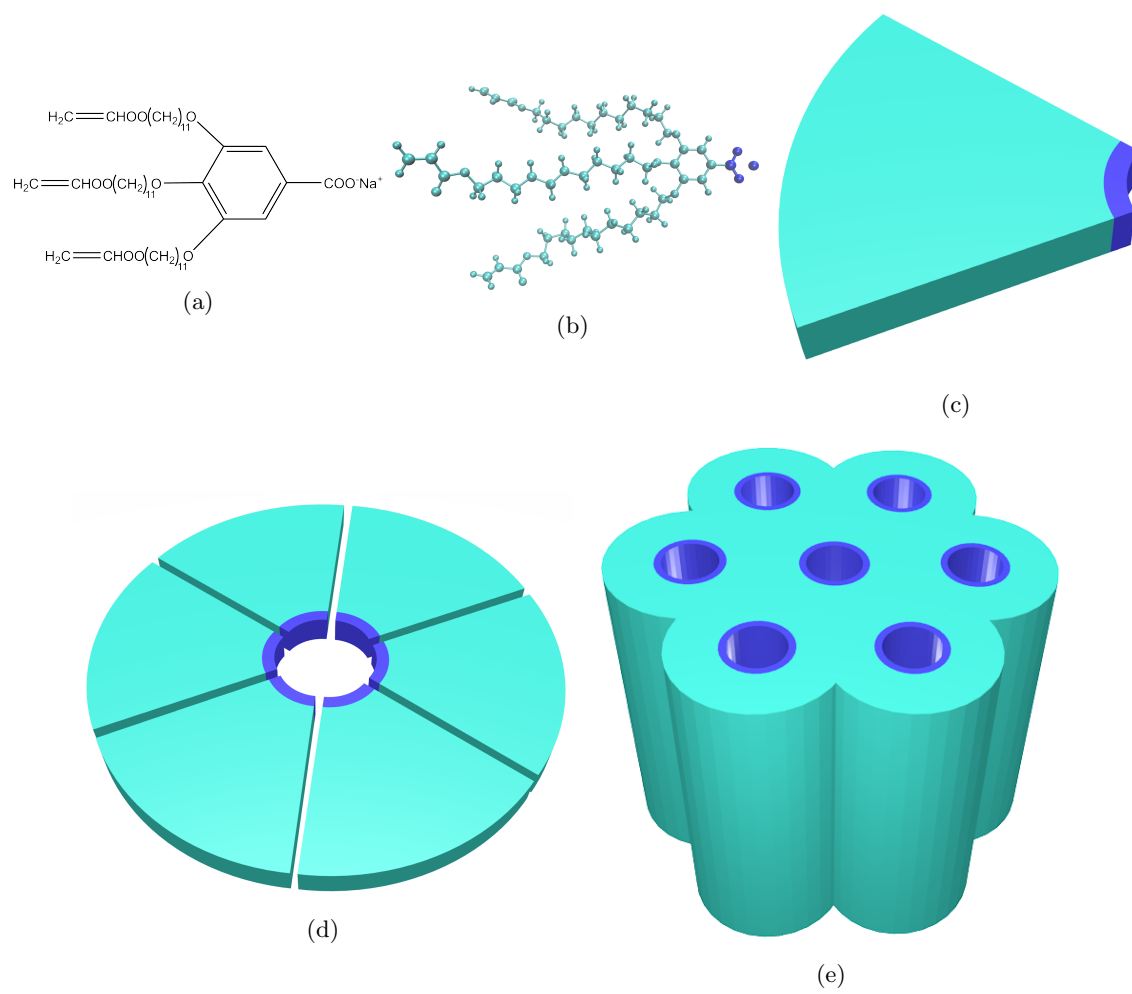 H₂C═CHOO(CH₂)₁₁O
H₂C═CHOO(CH₂)₁₁O
COO⁻Na⁺
H₂C═CHOO(CH₂)₁₁O
(a)
(b)
(c)
(d)
(e)